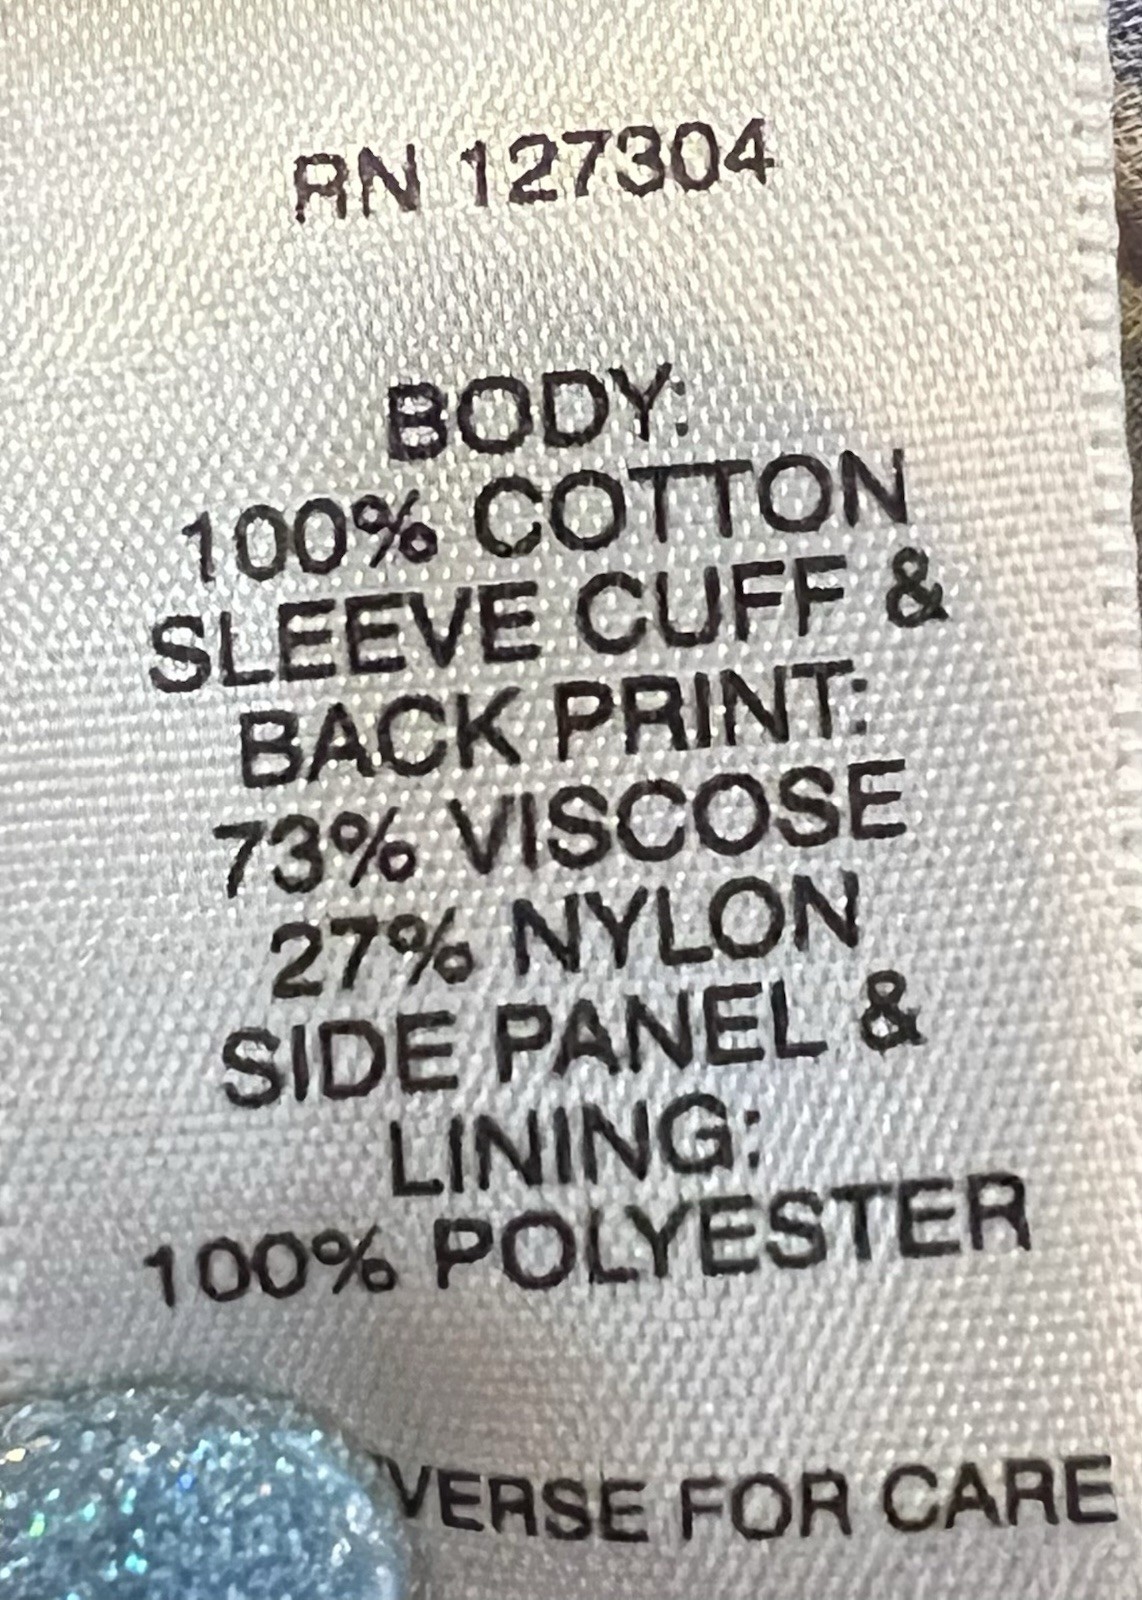 RN 127304
BODY:
100% COTTON
SLEEVE CUFF &
BACK PRINT:
73% VISCOSE
27% NYLON
SIDE PANEL &
LINING:
100% POLYESTER
VERSE FOR CARE